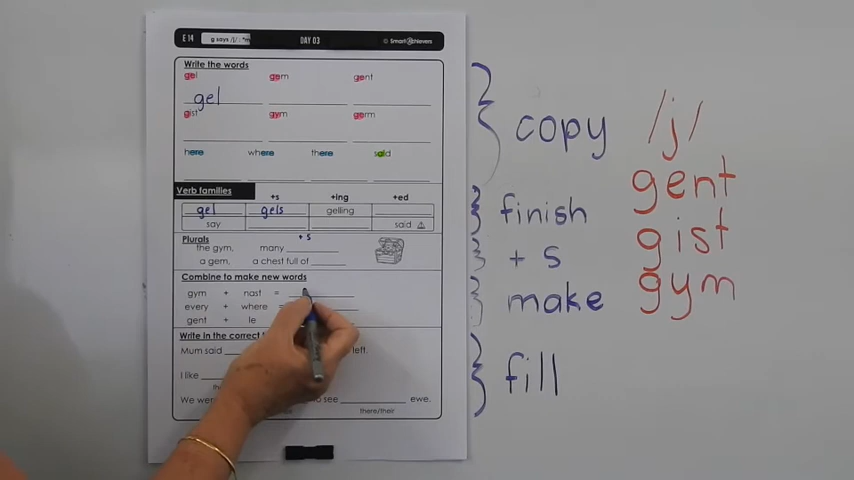 E 14 g says /j/ : *m DAY 03 © Smart Achievers
Write the words
gel gem gent
gel
gist gym germ
here where there said
Verb families +s +ing +ed
gel gels gelling
say said
Plurals + s
the gym, many
a gem, a chest full of
Combine to make new words
gym + nast =
every + where =
gent + le
Write in the correct
Mum said left.
I like
We wer to see ewe.
there/their
copy
finish
+ s
make
fill
/j/
gent
gist
gym